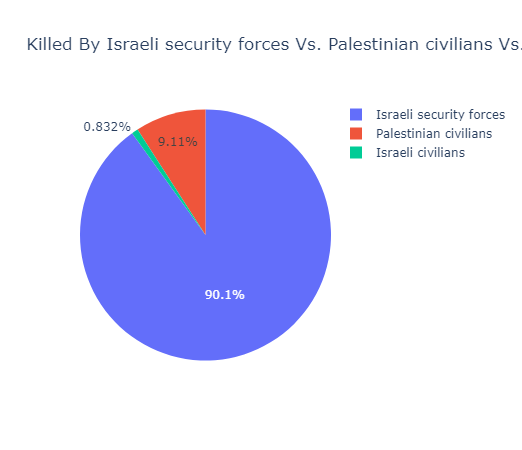 Killed By Israeli security forces Vs. Palestinian civilians Vs.
Israeli security forces
Palestinian civilians
Israeli civilians
0.832%
9.11%
90.1%